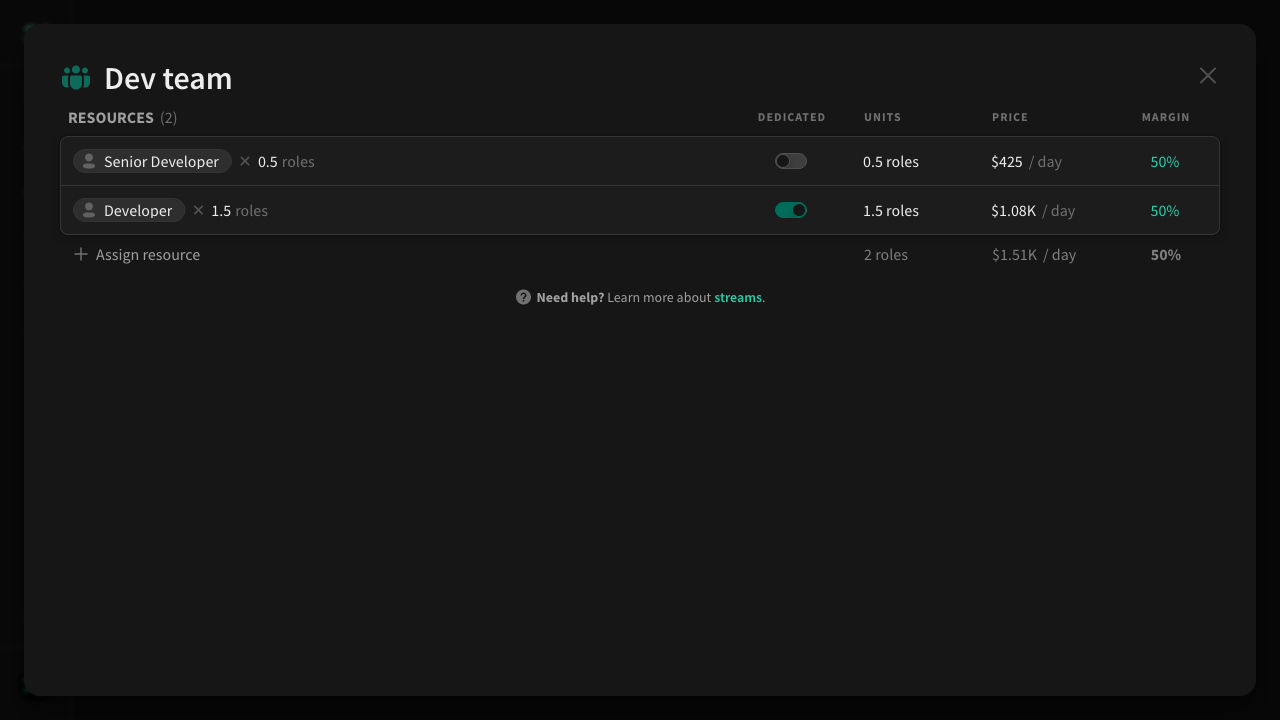 Dev team
RESOURCES (2) DEDICATED UNITS PRICE MARGIN
Senior Developer × 0.5 roles 0.5 roles $425 / day 50%
Developer × 1.5 roles 1.5 roles $1.08K / day 50%
+ Assign resource 2 roles $1.51K / day 50%
? Need help? Learn more about streams.